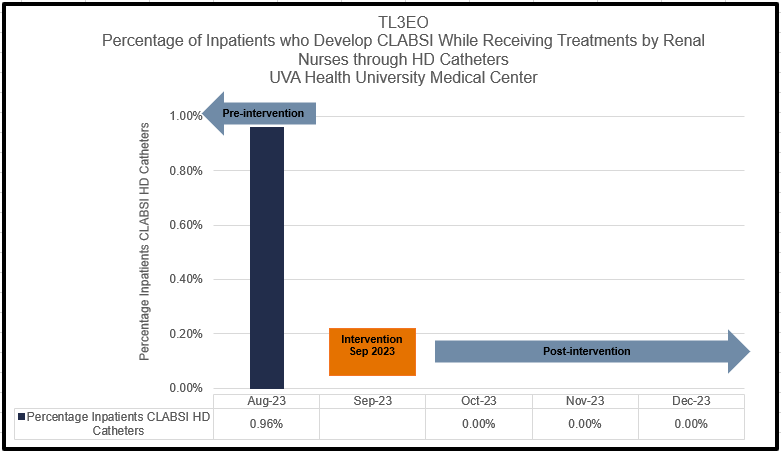 TL3EO
Percentage of Inpatients who Develop CLABSI While Receiving Treatments by Renal
Nurses through HD Catheters
UVA Health University Medical Center
Percentage Inpatients CLABSI HD Catheters
1.00%
0.80%
0.60%
0.40%
0.20%
0.00%
Pre-intervention
Intervention
Sep 2023
Post-intervention
Aug-23 Sep-23 Oct-23 Nov-23 Dec-23
Percentage Inpatients CLABSI HD
Catheters
0.96% 0.00% 0.00% 0.00%